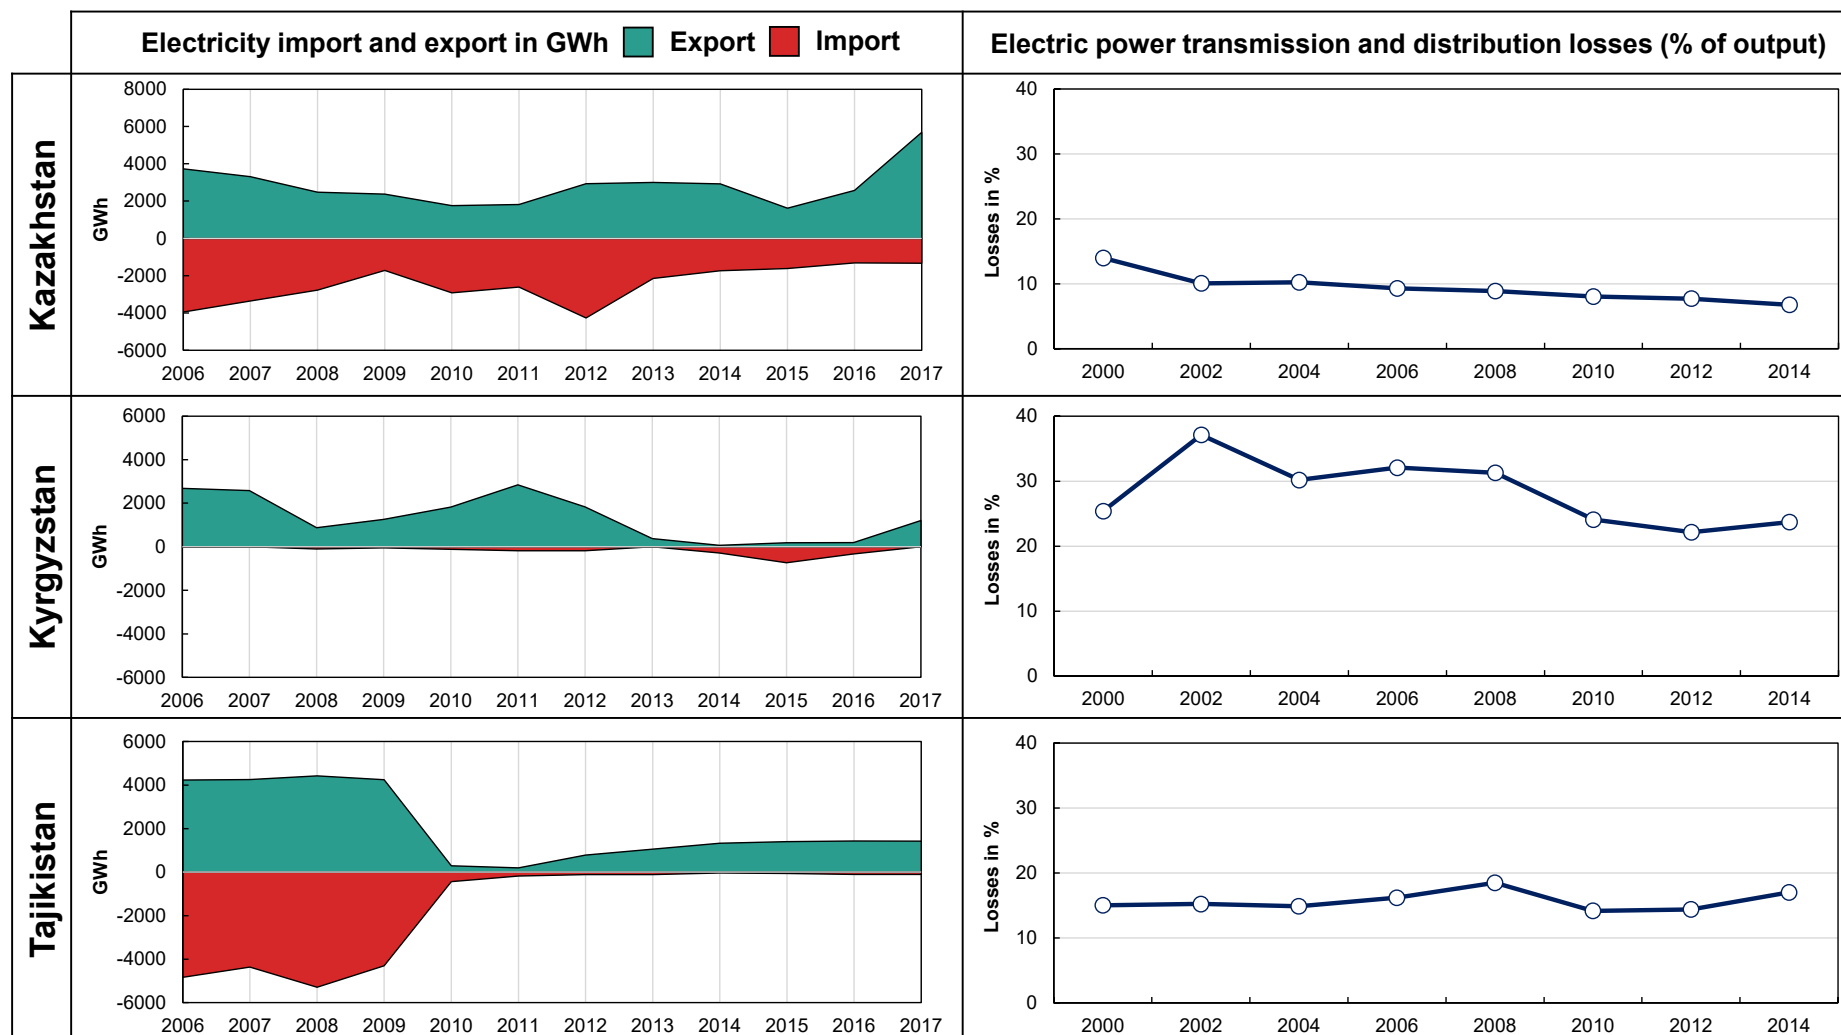 Electricity import and export in GWh Export Import
Electric power transmission and distribution losses (% of output)
Kazakhstan
GWh
8000
6000
4000
2000
0
-2000
-4000
-6000
2006 2007 2008 2009 2010 2011 2012 2013 2014 2015 2016 2017
Losses in %
40
30
20
10
0
2000 2002 2004 2006 2008 2010 2012 2014
Kyrgyzstan
GWh
6000
4000
2000
0
-2000
-4000
-6000
2006 2007 2008 2009 2010 2011 2012 2013 2014 2015 2016 2017
Losses in %
40
30
20
10
0
2000 2002 2004 2006 2008 2010 2012 2014
Tajikistan
GWh
6000
4000
2000
0
-2000
-4000
-6000
2006 2007 2008 2009 2010 2011 2012 2013 2014 2015 2016 2017
Losses in %
40
30
20
10
0
2000 2002 2004 2006 2008 2010 2012 2014